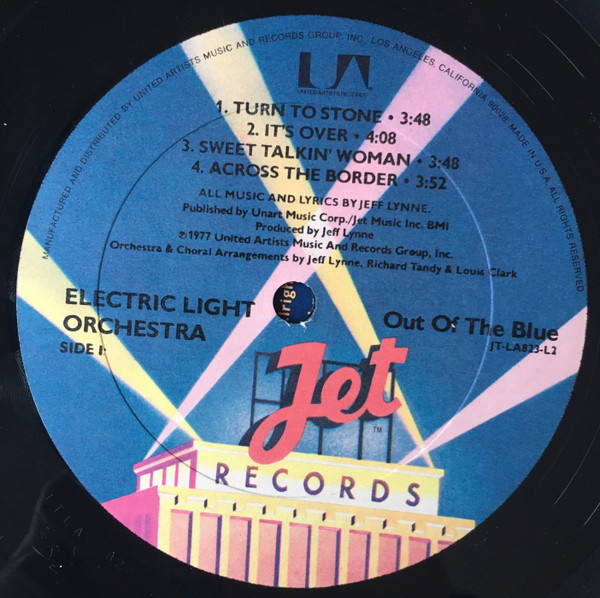 MANUFACTURED AND DISTRIBUTED BY UNITED ARTISTS MUSIC AND RECORDS GROUP, INC., LOS ANGELES, CALIFORNIA 90028. MADE IN U.S.A. ALL RIGHTS RESERVED.
UA
UNITED ARTISTS RECORDS
1. TURN TO STONE • 3:48
2. IT'S OVER • 4:08
3. SWEET TALKIN' WOMAN • 3:48
4. ACROSS THE BORDER • 3:52
ALL MUSIC AND LYRICS BY JEFF LYNNE.
Published by Unart Music Corp./Jet Music Inc. BMI
Produced by Jeff Lynne
℗1977 United Artists Music And Records Group, Inc.
Orchestra & Choral Arrangements by Jeff Lynne, Richard Tandy & Louis Clark
ELECTRIC LIGHT
ORCHESTRA
SIDE 1
Out Of The Blue
JT-LA823-L2
Jet
TM
RECORDS